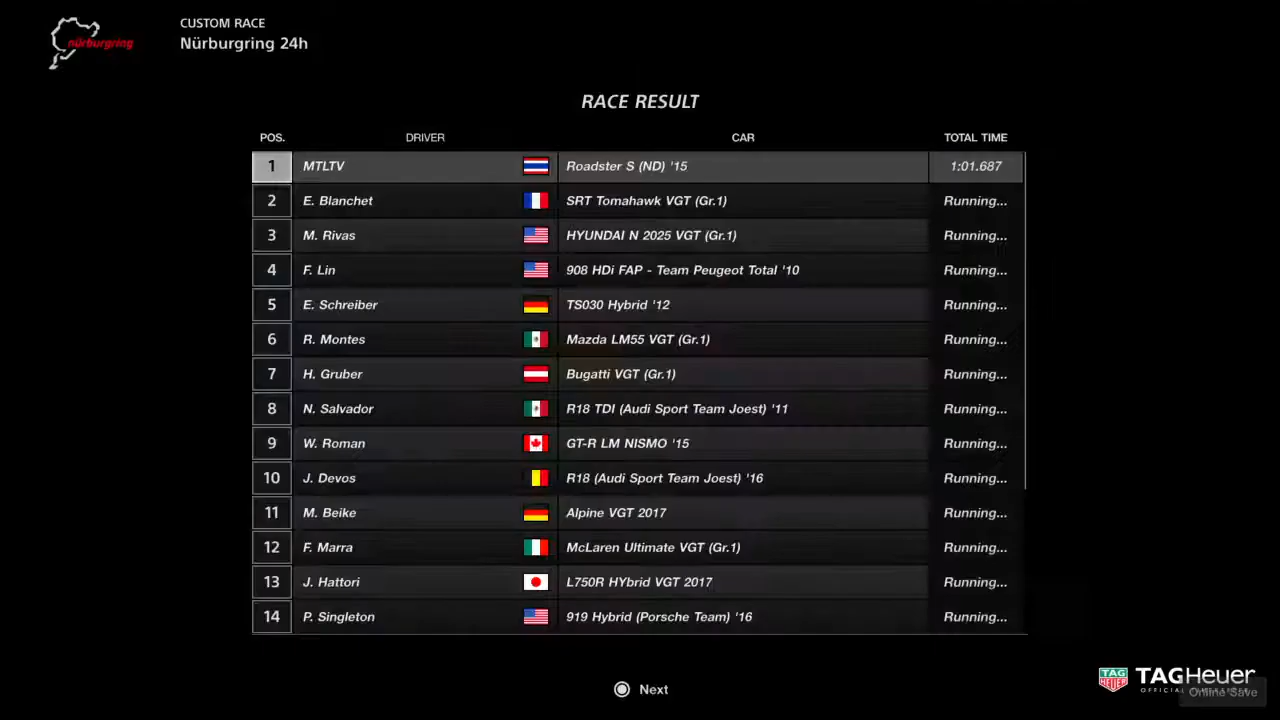 nürburgring
CUSTOM RACE
Nürburgring 24h
RACE RESULT
POS. DRIVER CAR TOTAL TIME
1 MTLTV Roadster S (ND) '15 1:01.687
2 E. Blanchet SRT Tomahawk VGT (Gr.1) Running...
3 M. Rivas HYUNDAI N 2025 VGT (Gr.1) Running...
4 F. Lin 908 HDi FAP - Team Peugeot Total '10 Running...
5 E. Schreiber TS030 Hybrid '12 Running...
6 R. Montes Mazda LM55 VGT (Gr.1) Running...
7 H. Gruber Bugatti VGT (Gr.1) Running...
8 N. Salvador R18 TDI (Audi Sport Team Joest) '11 Running...
9 W. Roman GT-R LM NISMO '15 Running...
10 J. Devos R18 (Audi Sport Team Joest) '16 Running...
11 M. Beike Alpine VGT 2017 Running...
12 F. Marra McLaren Ultimate VGT (Gr.1) Running...
13 J. Hattori L750R HYbrid VGT 2017 Running...
14 P. Singleton 919 Hybrid (Porsche Team) '16 Running...
Next
TAG HEUER
TAGHeuer
Online Save